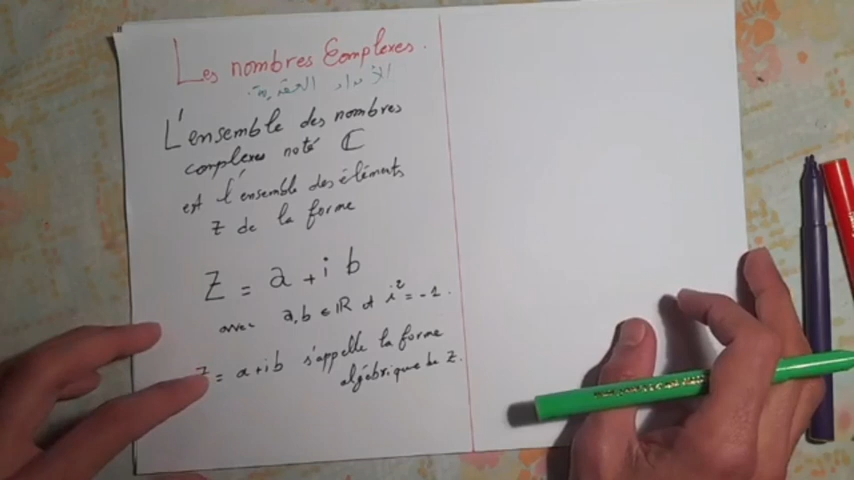 Les nombres Complexes.
الأعداد العقدية.
L'ensemble des nombres
complexes noté ℂ
est l'ensemble des éléments
z de la forme
Z = a + i b
avec a, b ∈ ℝ et i² = -1.
z = a + i b s'appelle la forme
algébrique de z.